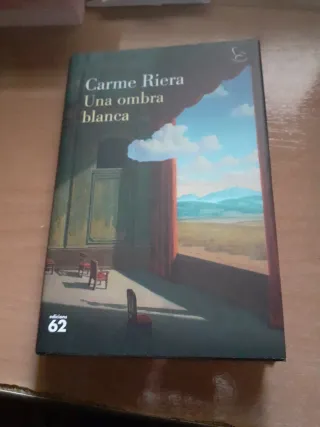 Carme Riera
Una ombra
blanca
edicions
62